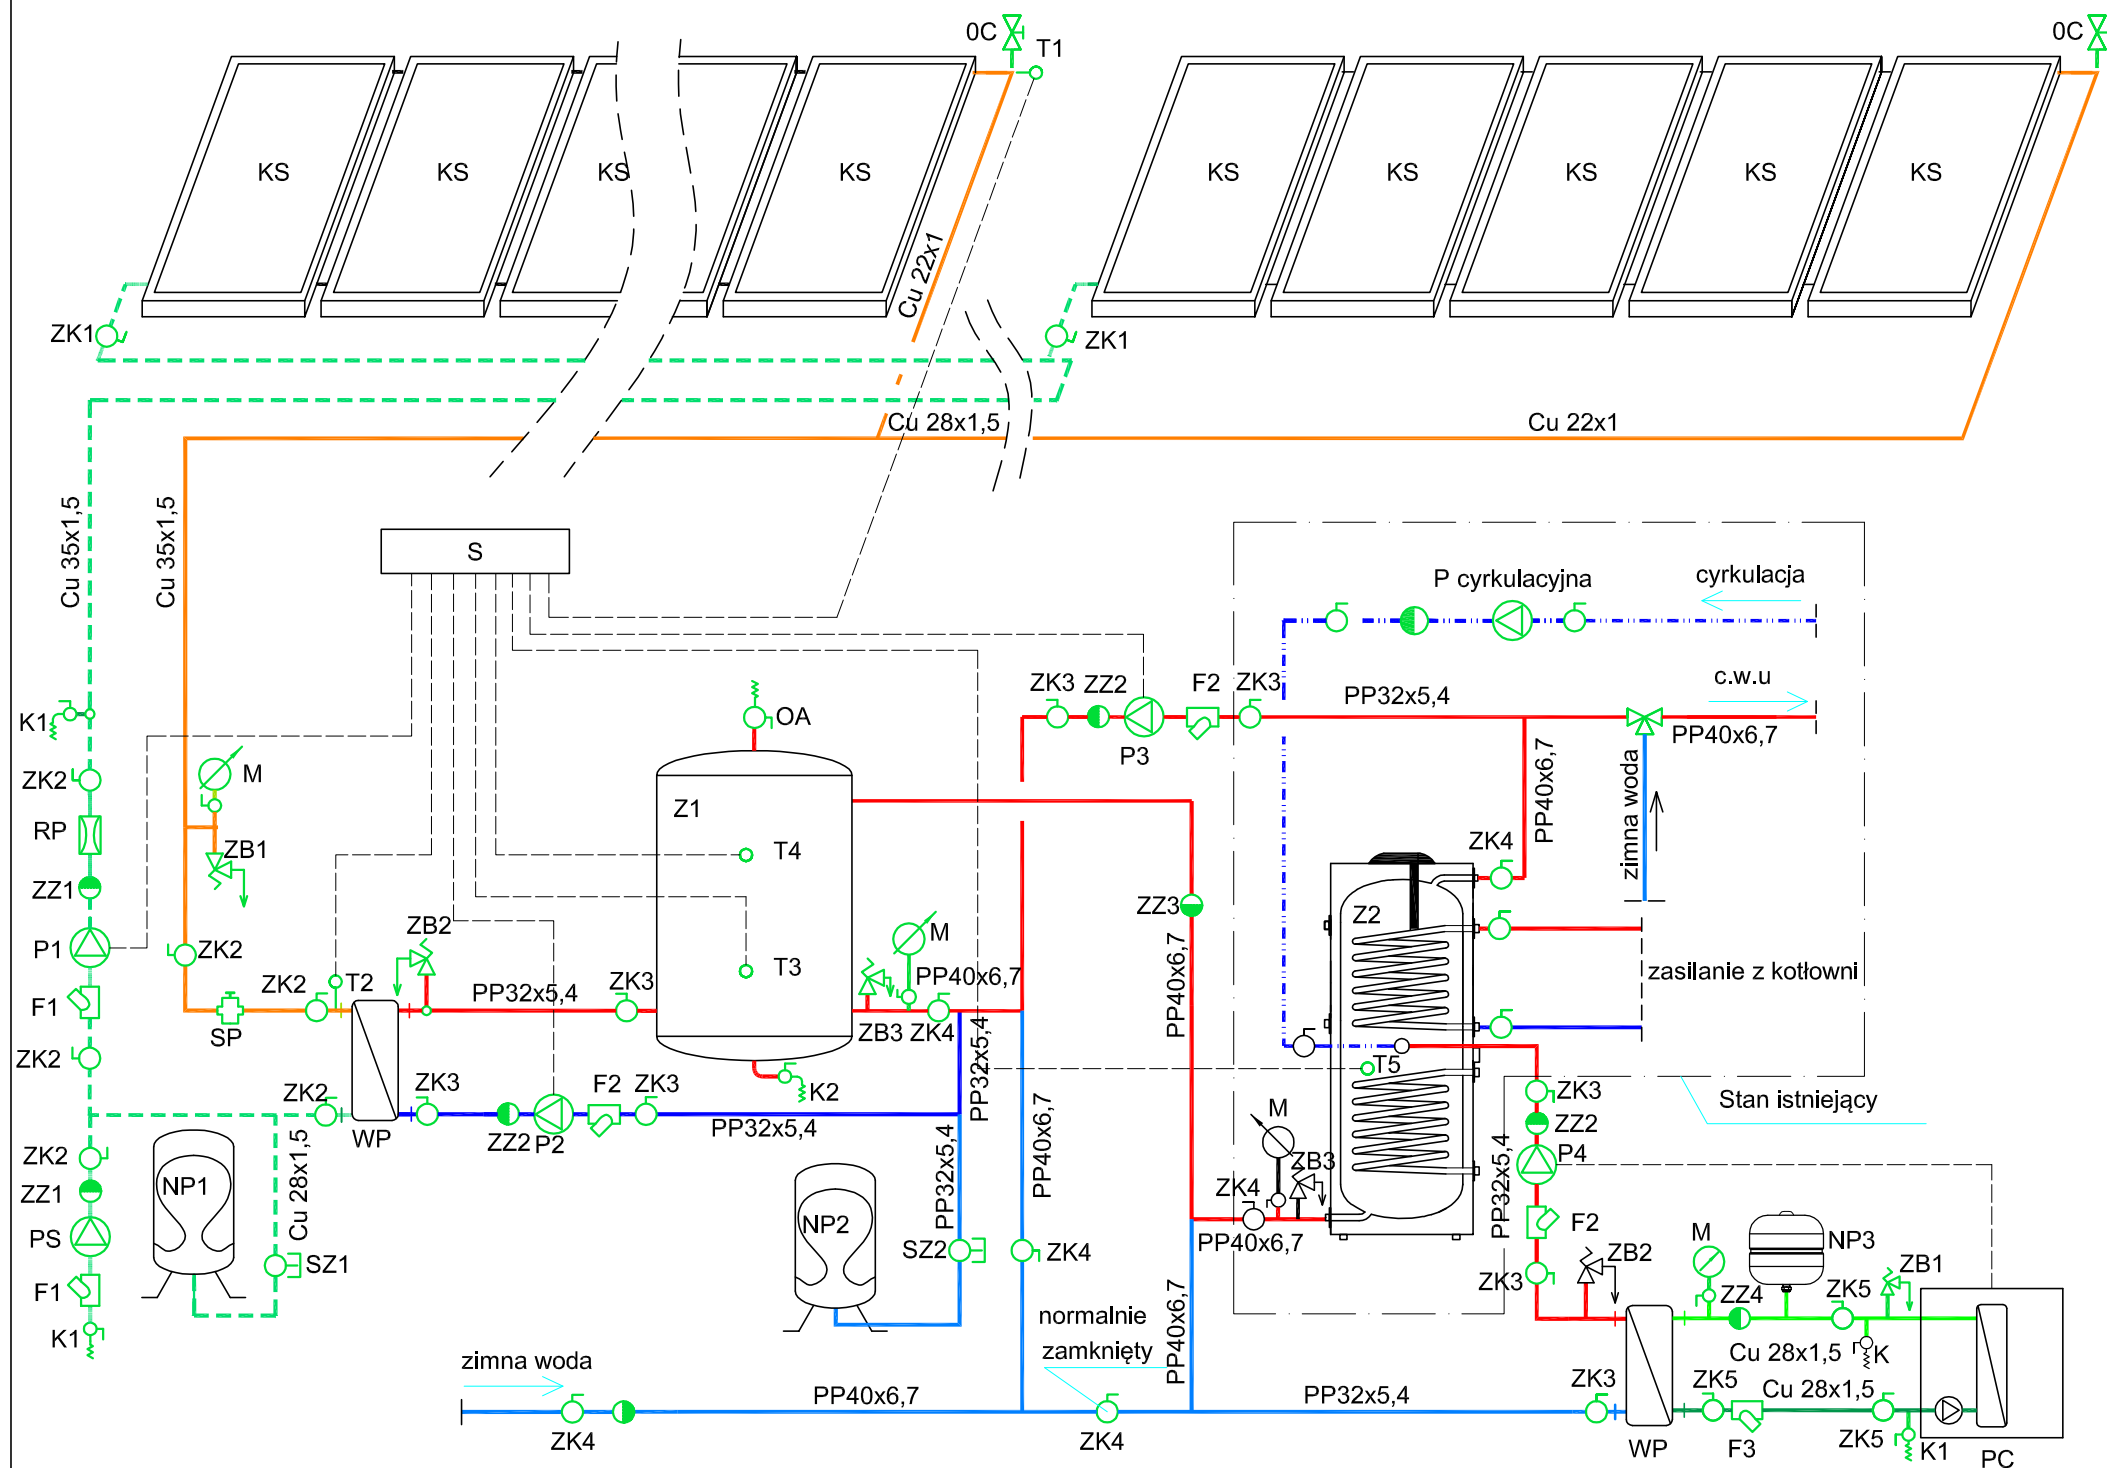 0C
T1
0C
KS
KS
KS
KS
KS
KS
KS
KS
KS
Cu 22x1
ZK1
ZK1
Cu 28x1,5
Cu 22x1
Cu 35x1,5
Cu 35x1,5
S
P cyrkulacyjna
cyrkulacja
K1
M
OA
ZK3
ZZ2
F2
ZK3
PP32x5,4
c.w.u
P3
PP40x6,7
PP40x6,7
zimna woda
ZK2
RP
ZB1
ZZ1
Z1
T4
ZK4
P1
ZK2
ZB2
T3
M
ZZ3
Z2
PP40x6,7
F1
ZK2
T2
PP32x5,4
ZK3
PP40x6,7
zasilanie z kotłowni
SP
ZB3
ZK4
PP32x5,4
ZK2
ZK2
ZK3
F2
ZK3
K2
T5
ZK3
Stan istniejący
WP
ZZ2
P2
PP32x5,4
PP32x5,4
PP40x6,7
M
ZB3
ZZ2
P4
PP32x5,4
ZK2
ZZ1
NP1
Cu 28x1,5
NP2
ZK4
F2
PS
SZ1
SZ2
ZK4
PP40x6,7
ZK3
ZB2
M
NP3
F1
ZZ4
ZK5
ZB1
K1
normalnie
zamknięty
PP40x6,7
Cu 28x1,5
K
zimna woda
PP40x6,7
PP32x5,4
ZK3
ZK5
Cu 28x1,5
ZK4
ZK4
WP
F3
ZK5
K1
PC